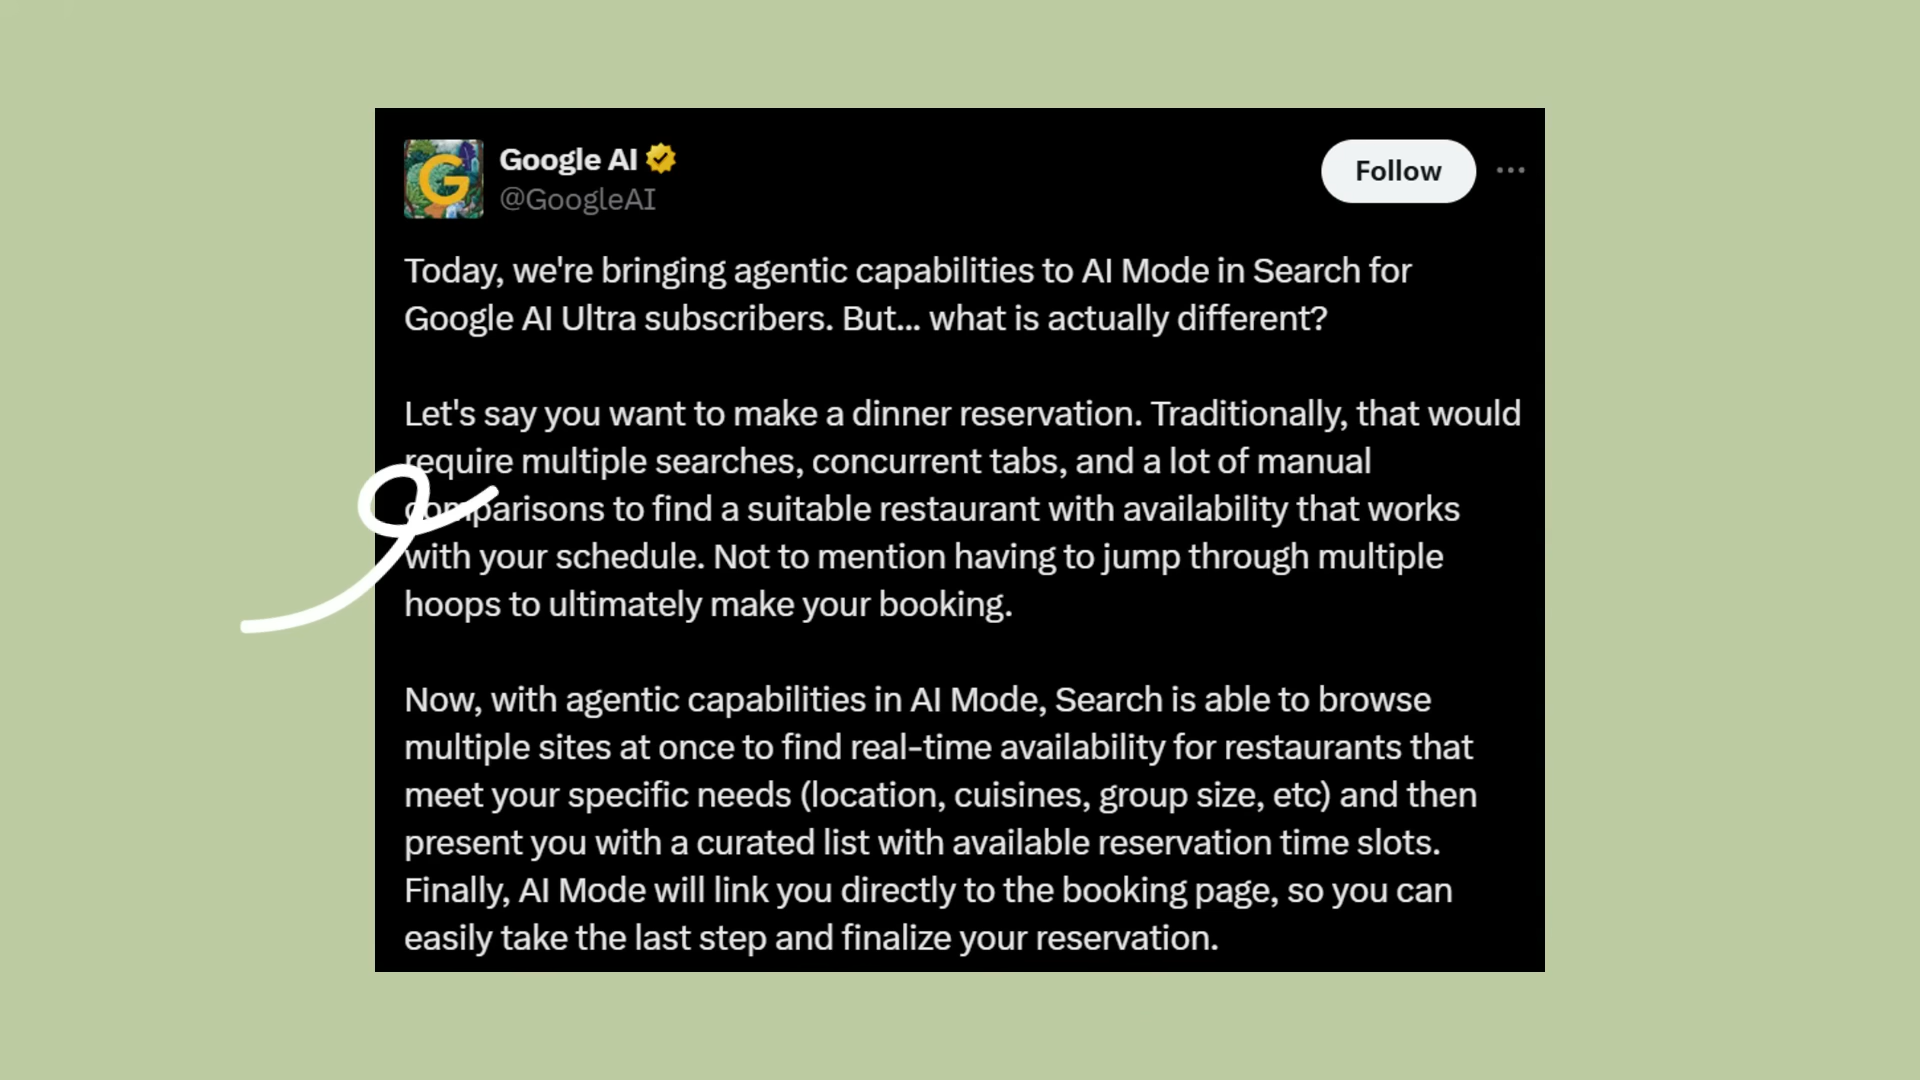 Google AI
@GoogleAI
Follow
Today, we're bringing agentic capabilities to AI Mode in Search for
Google AI Ultra subscribers. But... what is actually different?
Let's say you want to make a dinner reservation. Traditionally, that would
require multiple searches, concurrent tabs, and a lot of manual
comparisons to find a suitable restaurant with availability that works
with your schedule. Not to mention having to jump through multiple
hoops to ultimately make your booking.
Now, with agentic capabilities in AI Mode, Search is able to browse
multiple sites at once to find real-time availability for restaurants that
meet your specific needs (location, cuisines, group size, etc) and then
present you with a curated list with available reservation time slots.
Finally, AI Mode will link you directly to the booking page, so you can
easily take the last step and finalize your reservation.